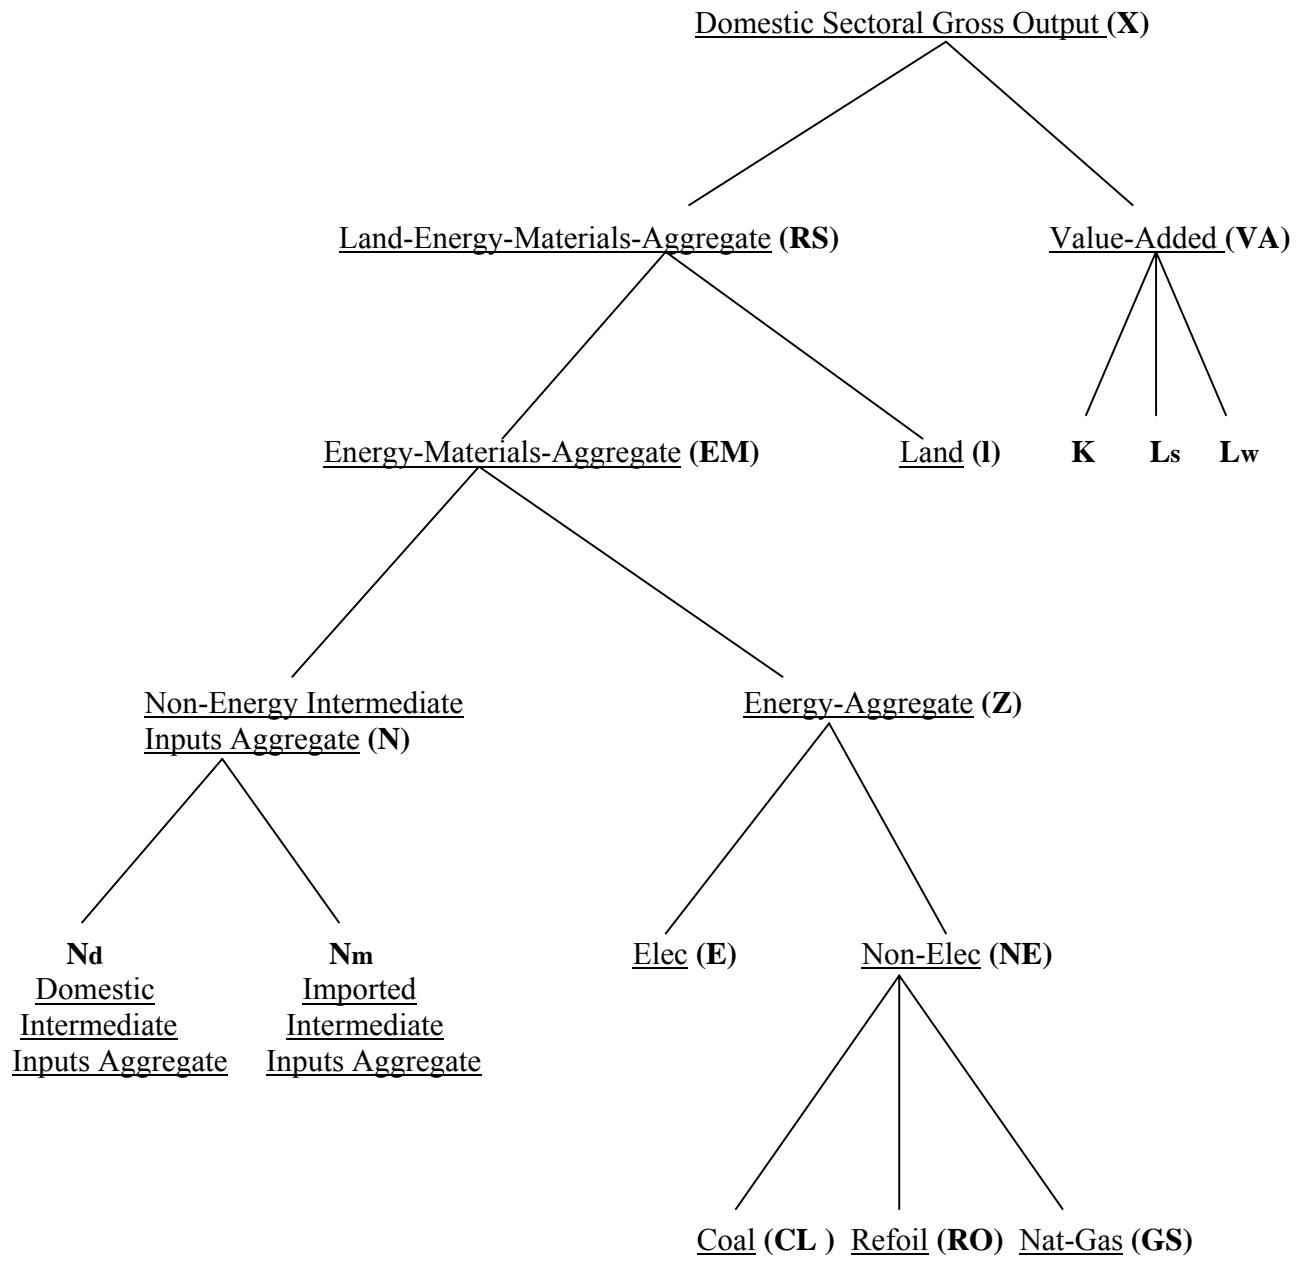 Domestic Sectoral Gross Output (X)
Land-Energy-Materials-Aggregate (RS)
Value-Added (VA)
Energy-Materials-Aggregate (EM)
Land (l)
K
Ls
Lw
Non-Energy Intermediate
Inputs Aggregate (N)
Energy-Aggregate (Z)
Nd
Domestic
Intermediate
Inputs Aggregate
Nm
Imported
Intermediate
Inputs Aggregate
Elec (E)
Non-Elec (NE)
Coal (CL )
Refoil (RO)
Nat-Gas (GS)